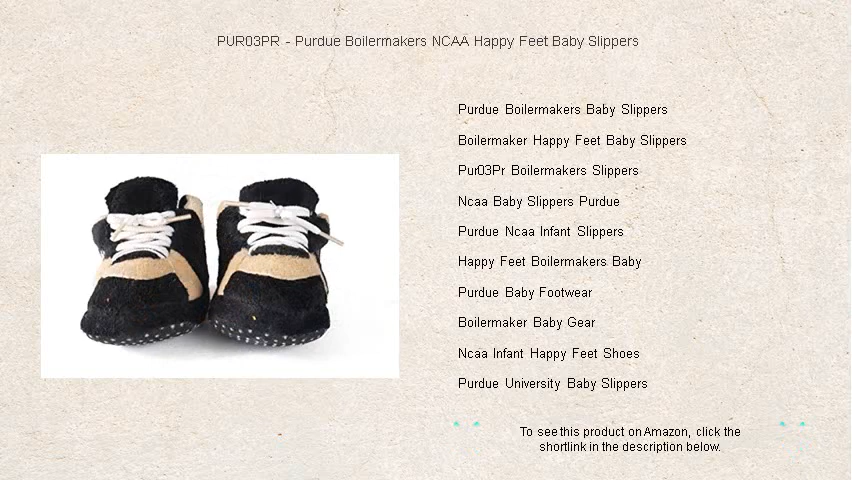 PUR03PR - Purdue Boilermakers NCAA Happy Feet Baby Slippers
Purdue Boilermakers Baby Slippers
Boilermaker Happy Feet Baby Slippers
Pur03Pr Boilermakers Slippers
Ncaa Baby Slippers Purdue
Purdue Ncaa Infant Slippers
Happy Feet Boilermakers Baby
Purdue Baby Footwear
Boilermaker Baby Gear
Ncaa Infant Happy Feet Shoes
Purdue University Baby Slippers
To see this product on Amazon, click the
shortlink in the description below.